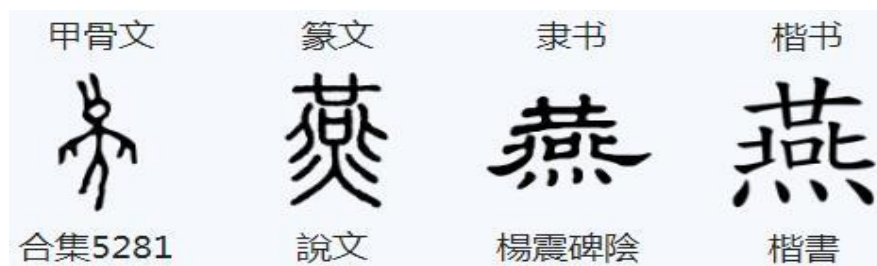 甲骨文 篆文 隶书 楷书
燕 燕 燕 燕
合集5281 說文 楊震碑陰 楷書